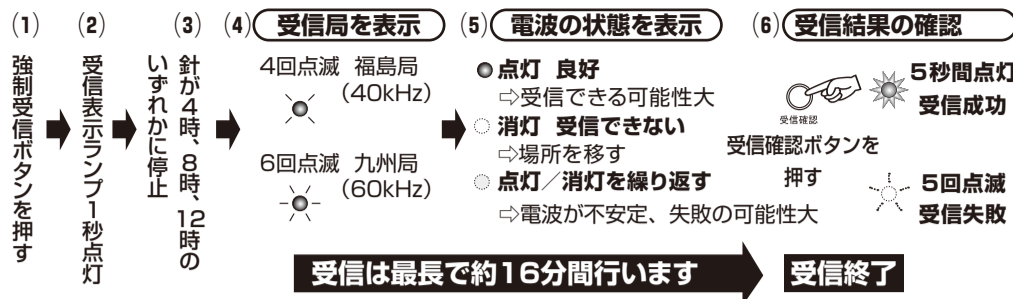 (1)
強制受信ボタンを押す
(2)
受信表示ランプ1秒点灯
(3)
針が4時、8時、12時の
いずれかに停止
(4) 受信局を表示
4回点滅 福島局
(40kHz)
6回点滅 九州局
(60kHz)
(5) 電波の状態を表示
点灯 良好
⇨受信できる可能性大
消灯 受信できない
⇨場所を移す
点灯/消灯を繰り返す
⇨電波が不安定、失敗の可能性大
(6) 受信結果の確認
受信確認
受信確認ボタンを
押す
5秒間点灯
受信成功
5回点滅
受信失敗
受信は最長で約16分間行います
受信終了